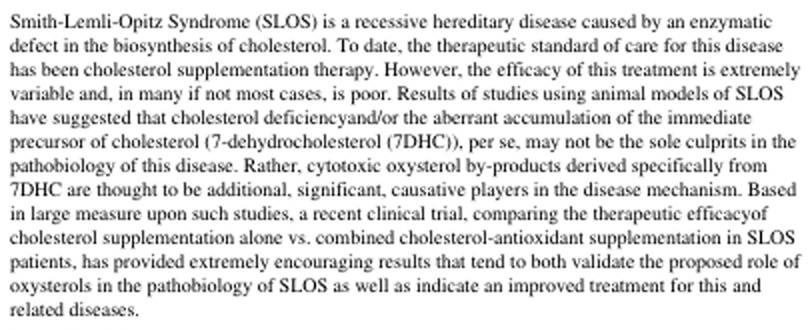 Smith-Lemli-Opitz Syndrome (SLOS) is a recessive hereditary disease caused by an enzymatic
defect in the biosynthesis of cholesterol. To date, the therapeutic standard of care for this disease
has been cholesterol supplementation therapy. However, the efficacy of this treatment is extremely
variable and, in many if not most cases, is poor. Results of studies using animal models of SLOS
have suggested that cholesterol deficiencyand/or the aberrant accumulation of the immediate
precursor of cholesterol (7-dehydrocholesterol (7DHC)), per se, may not be the sole culprits in the
pathobiology of this disease. Rather, cytotoxic oxysterol by-products derived specifically from
7DHC are thought to be additional, significant, causative players in the disease mechanism. Based
in large measure upon such studies, a recent clinical trial, comparing the therapeutic efficacyof
cholesterol supplementation alone vs. combined cholesterol-antioxidant supplementation in SLOS
patients, has provided extremely encouraging results that tend to both validate the proposed role of
oxysterols in the pathobiology of SLOS as well as indicate an improved treatment for this and
related diseases.